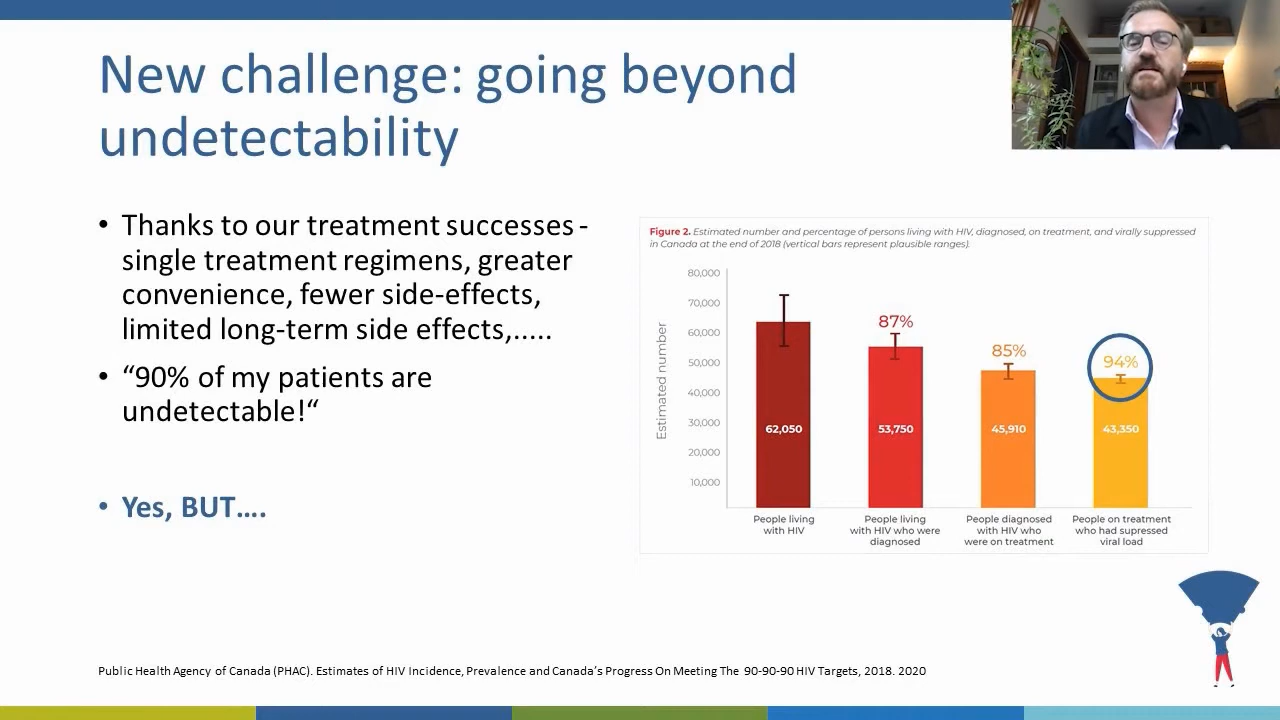 New challenge: going beyond
undetectability
• Thanks to our treatment successes -
single treatment regimens, greater
convenience, fewer side-effects,
limited long-term side effects,.....
• “90% of my patients are
undetectable!“
• Yes, BUT….
Figure 2. Estimated number and percentage of persons living with HIV, diagnosed, on treatment, and virally suppressed
in Canada at the end of 2018 (vertical bars represent plausible ranges).
Estimated number
80,000
70,000
60,000
50,000
40,000
30,000
20,000
10,000
87%
85%
94%
62,050
53,750
45,910
43,350
People living
with HIV
People living
with HIV who were
diagnosed
People diagnosed
with HIV who
were on treatment
People on treatment
who had supressed
viral load
Public Health Agency of Canada (PHAC). Estimates of HIV Incidence, Prevalence and Canada’s Progress On Meeting The 90-90-90 HIV Targets, 2018. 2020